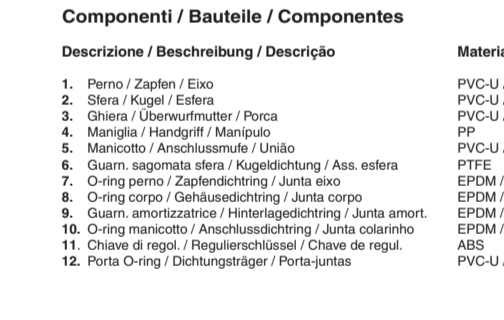 Componenti / Bauteile / Componentes
Descrizione / Beschreibung / Descrição Materia
1. Perno / Zapfen / Eixo PVC-U /
2. Sfera / Kugel / Esfera PVC-U /
3. Ghiera / Überwurfmutter / Porca PVC-U /
4. Maniglia / Handgriff / Manípulo PP
5. Manicotto / Anschlussmufe / União PVC-U /
6. Guarn. sagomata sfera / Kugeldichtung / Ass. esfera PTFE
7. O-ring perno / Zapfendichtring / Junta eixo EPDM /
8. O-ring corpo / Gehäusedichtring / Junta corpo EPDM /
9. Guarn. amortizzatrice / Hinterlagedichtring / Junta amort. EPDM /
10. O-ring manicotto / Anschlussdichtring / Junta colarinho EPDM /
11. Chiave di regol. / Regulierschlüssel / Chave de regul. ABS
12. Porta O-ring / Dichtungsträger / Porta-juntas PVC-U /